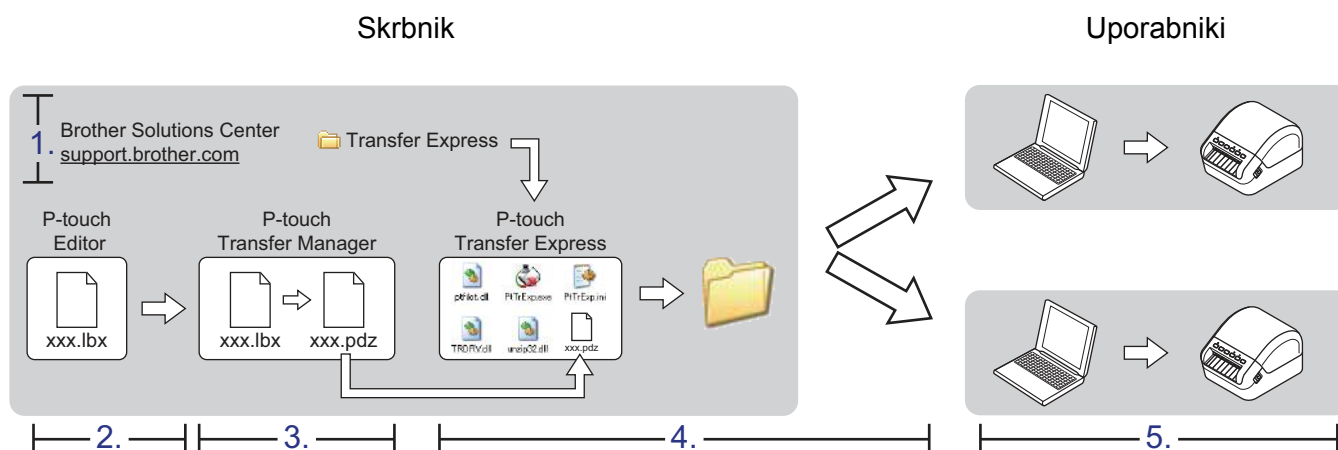 Skrbnik
Uporabniki
1.
Brother Solutions Center
support.brother.com
Transfer Express
P-touch
Editor
xxx.lbx
P-touch
Transfer Manager
xxx.lbx
xxx.pdz
P-touch
Transfer Express
PtTrExp.exe
PtTrExp.ini
TRDRV.dll
unzip32.dll
xxx.pdz
2.
3.
4.
5.